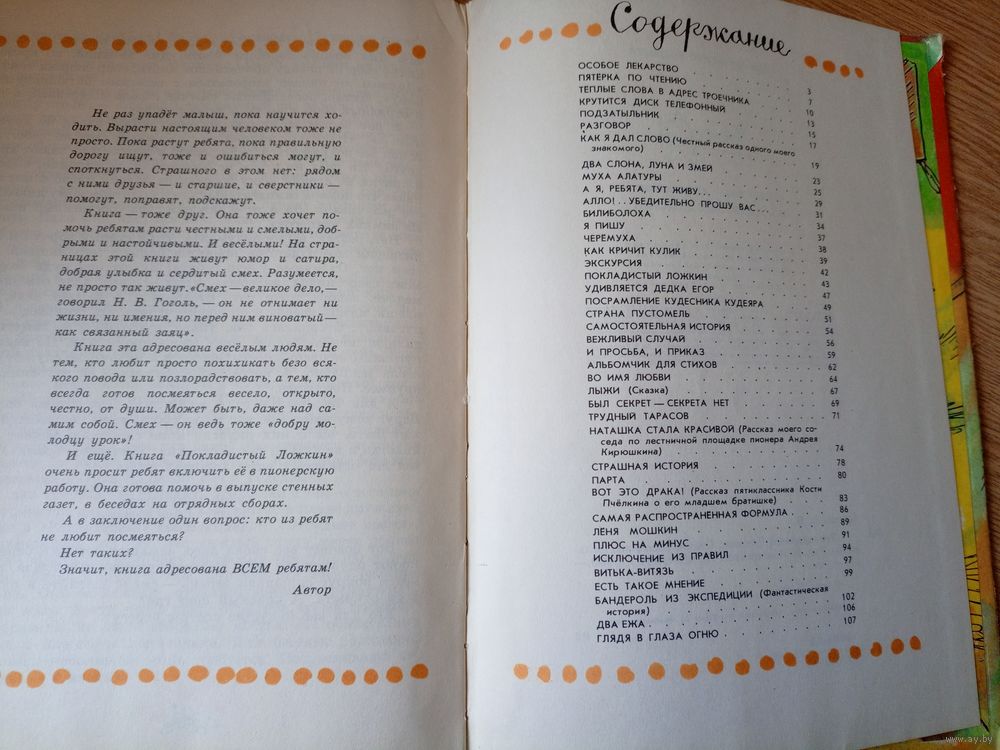 Не раз упадёт малыш, пока научится хо-
дить. Вырасти настоящим человеком тоже не
просто. Пока растут ребята, пока правильную
дорогу ищут, тоже и ошибиться могут, и
споткнуться. Страшного в этом нет: рядом
с ними друзья — и старшие, и сверстники —
помогут, поправят, подскажут.
Книга — тоже друг. Она тоже хочет по-
мочь ребятам расти честными и смелыми, доб-
рыми и настойчивыми. И весёлыми! На стра-
ницах этой книги живут юмор и сатира,
добрая улыбка и сердитый смех. Разумеется,
не просто так живут. «Смех — великое дело, —
говорил Н. В. Гоголь, — он не отнимает ни
жизни, ни имения, но перед ним виноватый —
как связанный заяц».
Книга эта адресована весёлым людям. Не
тем, кто любит просто похихикать безо вся-
кого повода или позлорадствовать, а тем, кто
всегда готов посмеяться весело, открыто,
честно, от души. Может быть, даже над са-
мим собой. Смех — он ведь тоже «добру мо-
лодцу урок»!
И ещё. Книга «Покладистый Ложкин»
очень просит ребят включить её в пионерскую
работу. Она готова помочь в выпуске стенных
газет, в беседах на отрядных сборах.
А в заключение один вопрос: кто из ребят
не любит посмеяться?
Нет таких?
Значит, книга адресована ВСЕМ ребятам!
Автор
Содержание
ОСОБОЕ ЛЕКАРСТВО 3
ПЯТЁРКА ПО ЧТЕНИЮ 7
ТЕПЛЫЕ СЛОВА В АДРЕС ТРОЕЧНИКА 10
КРУТИТСЯ ДИСК ТЕЛЕФОННЫЙ 13
ПОДЗАТЫЛЬНИК 15
РАЗГОВОР 17
КАК Я ДАЛ СЛОВО (Честный рассказ одного моего
знакомого) 19
ДВА СЛОНА, ЛУНА И ЗМЕЙ 23
МУХА АЛАТУРЫ 25
А Я, РЕБЯТА, ТУТ ЖИВУ... 29
АЛЛО!.. УБЕДИТЕЛЬНО ПРОШУ ВАС... 31
БИЛИБОЛОХА 34
Я ПИШУ 37
ЧЕРЁМУХА 38
КАК КРИЧИТ КУЛИК 39
ЭКСКУРСИЯ 42
ПОКЛАДИСТЫЙ ЛОЖКИН 43
УДИВЛЯЕТСЯ ДЕДКА ЕГОР 47
ПОСРАМЛЕНИЕ КУДЕСНИКА КУДЕЯРА 49
СТРАНА ПУСТОМЕЛЬ 51
САМОСТОЯТЕЛЬНАЯ ИСТОРИЯ 54
ВЕЖЛИВЫЙ СЛУЧАЙ 56
И ПРОСЬБА, И ПРИКАЗ 59
АЛЬБОМЧИК ДЛЯ СТИХОВ 62
ВО ИМЯ ЛЮБВИ 64
ЛЫЖИ (Сказка) 67
БЫЛ СЕКРЕТ — СЕКРЕТА НЕТ 69
ТРУДНЫЙ ТАРАСОВ 71
НАТАШКА СТАЛА КРАСИВОЙ (Рассказ моего со-
седа по лестничной площадке пионера Андрея
Кирюшкина) 74
СТРАШНАЯ ИСТОРИЯ 78
ПАРТА 80
ВОТ ЭТО ДРАКА! (Рассказ пятиклассника Кости
Пчёлкина о его младшем братишке) 83
САМАЯ РАСПРОСТРАНЕННАЯ ФОРМУЛА 86
ЛЕНЯ МОШКИН 89
ПЛЮС НА МИНУС 91
ИСКЛЮЧЕНИЕ ИЗ ПРАВИЛ 94
ВИТЬКА-ВИТЯЗЬ 97
ЕСТЬ ТАКОЕ МНЕНИЕ 99
БАНДЕРОЛЬ ИЗ ЭКСПЕДИЦИИ (Фантастическая
история) 102
ДВА ЕЖА 106
ГЛЯДЯ В ГЛАЗА ОГНЮ 107
www.ay.by